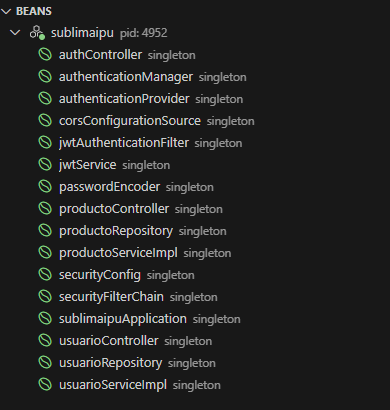 BEANS
sublimaipu pid: 4952
authController singleton
authenticationManager singleton
authenticationProvider singleton
corsConfigurationSource singleton
jwtAuthenticationFilter singleton
jwtService singleton
passwordEncoder singleton
productoController singleton
productoRepository singleton
productoServiceImpl singleton
securityConfig singleton
securityFilterChain singleton
sublimaipuApplication singleton
usuarioController singleton
usuarioRepository singleton
usuarioServiceImpl singleton